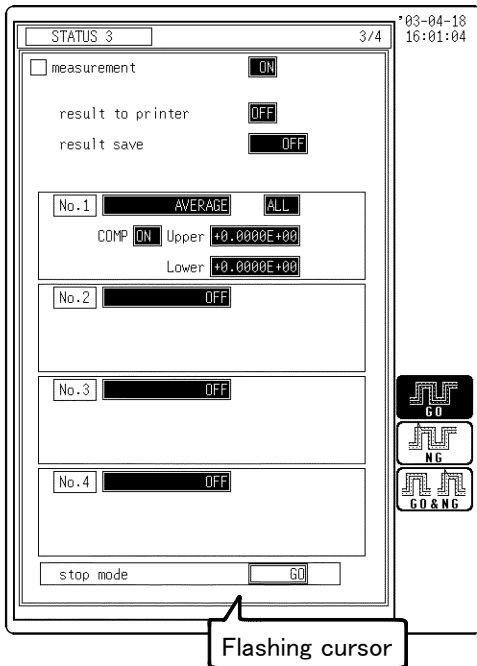 '03-04-18
STATUS 3 3/4 16:01:04
measurement ON
result to printer OFF
result save OFF
No.1 AVERAGE ALL
COMP ON Upper +0.0000E+00
Lower +0.0000E+00
No.2 OFF
No.3 OFF
GO
NG
No.4 OFF
GO&NG
stop mode GO
Flashing cursor